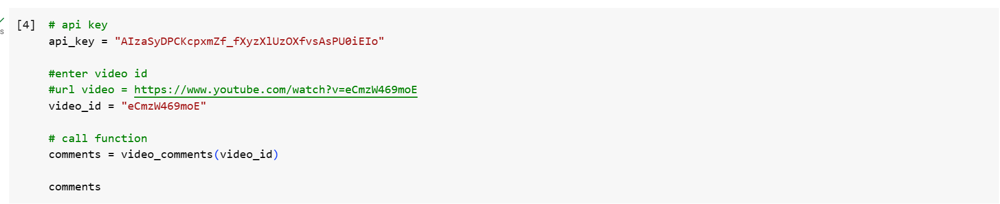 [4] # api key
api_key = "AIzaSyDPCKcpxmZf_fXyzXlUzOXfvsAsPU0iEIo"
#enter video id
#url video = https://www.youtube.com/watch?v=eCmzW469moE
video_id = "eCmzW469moE"
# call function
comments = video_comments(video_id)
comments
s